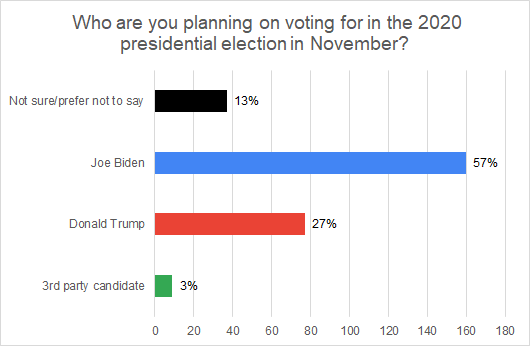 Who are you planning on voting for in the 2020
presidential election in November?
Not sure/prefer not to say
13%
Joe Biden
57%
Donald Trump
27%
3rd party candidate
3%
0 20 40 60 80 100 120 140 160 180